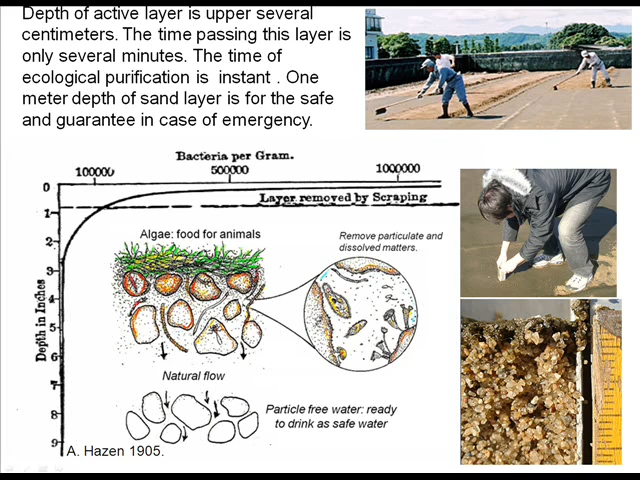 Depth of active layer is upper several
centimeters. The time passing this layer is
only several minutes. The time of
ecological purification is instant . One
meter depth of sand layer is for the safe
and guarantee in case of emergency.
Bacteria per Gram.
100000 500000 1000000
0
Layer removed by Scraping
1
2
Algae: food for animals
Remove particulate and
dissolved matters.
3
4
Depth in Inches
5
6
Natural flow
7
8
Particle free water: ready
to drink as safe water
9
A. Hazen 1905.